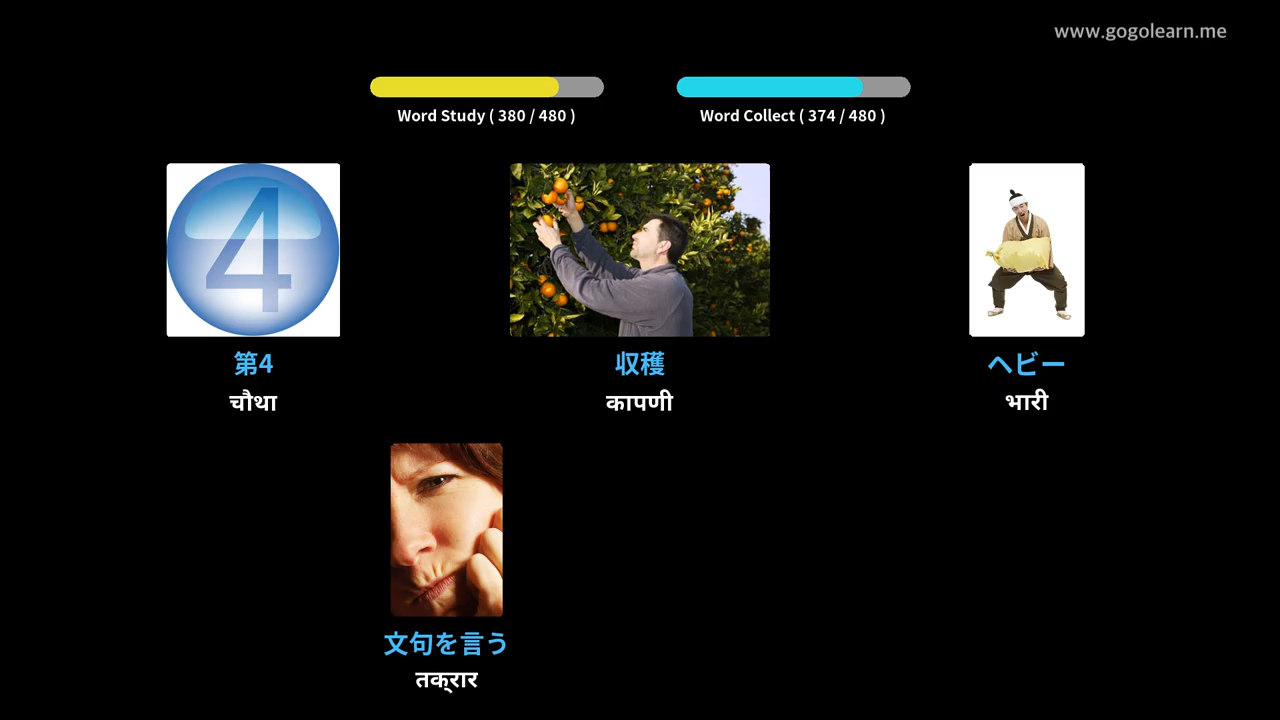 www.gogolearn.me
Word Study ( 380 / 480 )
Word Collect ( 374 / 480 )
4
第4
चौथा
収穫
कापणी
ヘビー
भारी
文句を言う
तक्रार